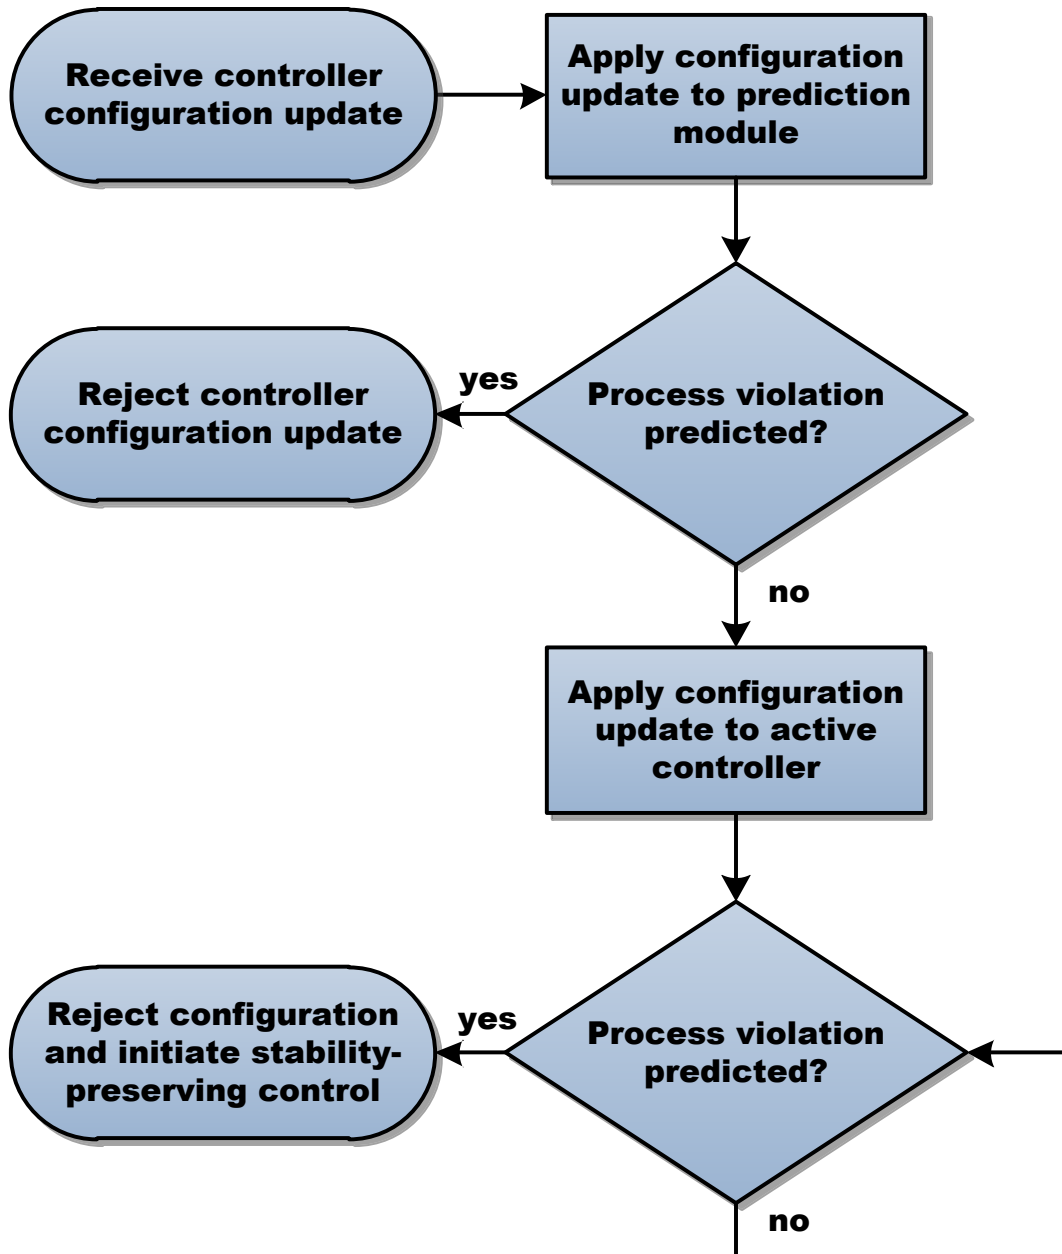 Receive controller
configuration update
Apply configuration
update to prediction
module
Reject controller
configuration update
yes
Process violation
predicted?
no
Apply configuration
update to active
controller
Reject configuration
and initiate stability-
preserving control
yes
Process violation
predicted?
no